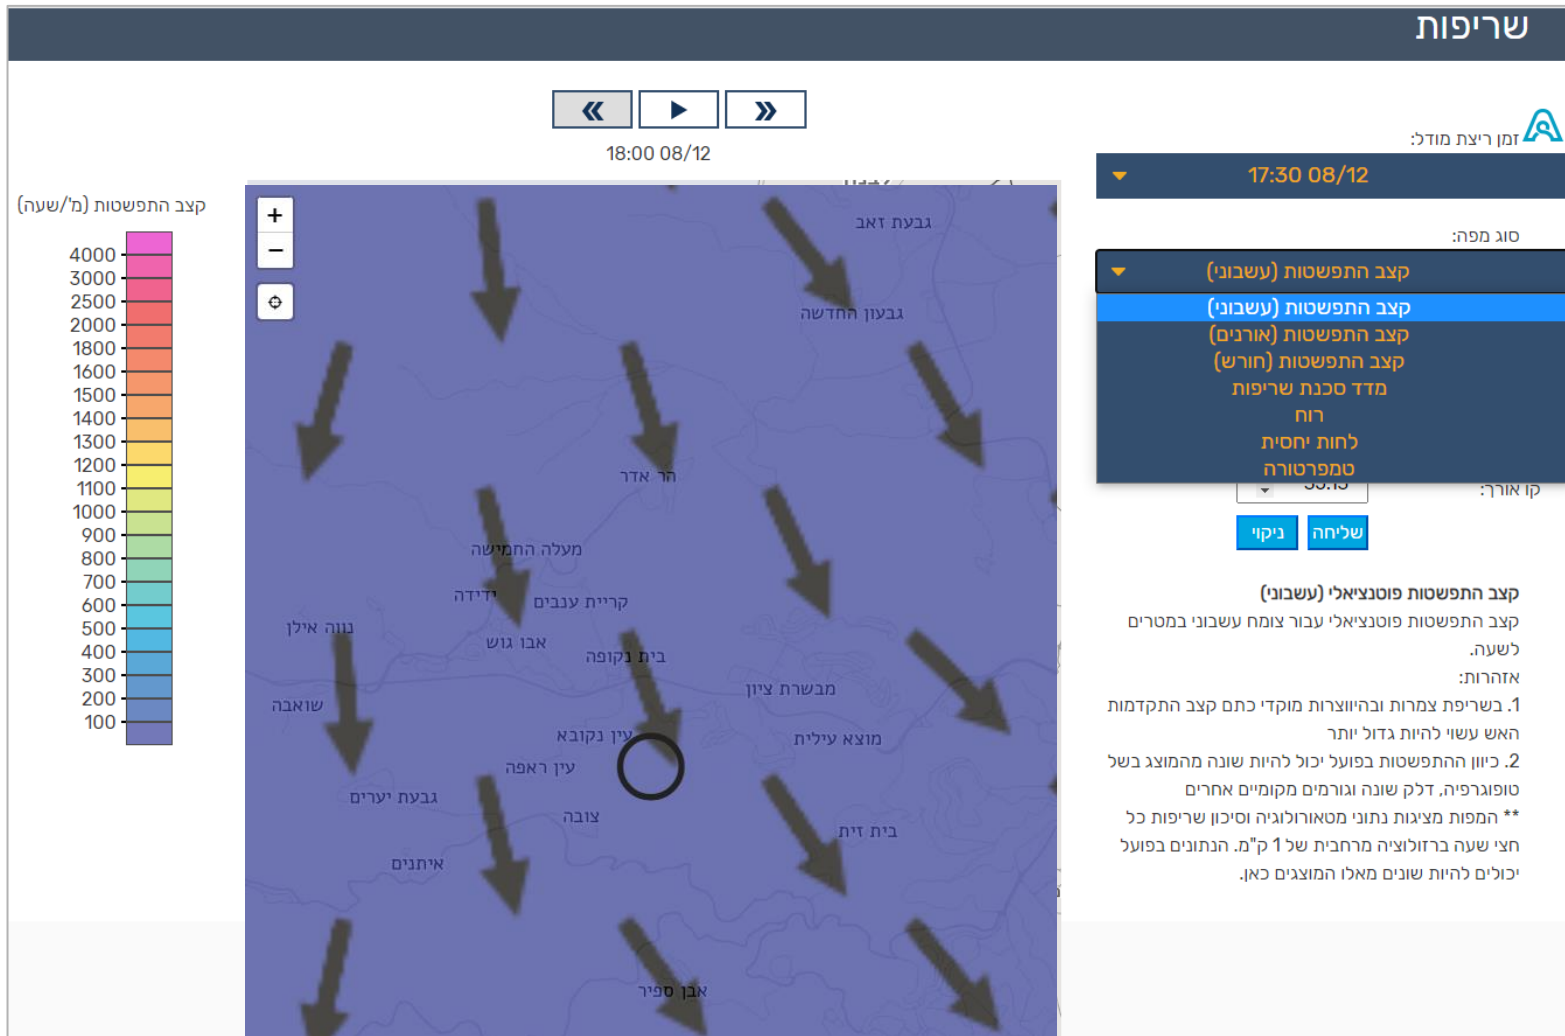 שריפות
18:00 08/12
זמן ריצת מודל:
17:30 08/12
סוג מפה:
קצב התפשטות (עשבוני)
קצב התפשטות (עשבוני)
קצב התפשטות (אורנים)
קצב התפשטות (חורש)
מדד סכנת שריפות
רוח
לחות יחסית
טמפרטורה
קו אורך:
שליחה
ניקוי
קצב התפשטות פוטנציאלי (עשבוני)
קצב התפשטות פוטנציאלי עבור צומח עשבוני במטרים
לשעה.
אזהרות:
1. בשריפת צמרות ובהיווצרות מוקדי כתם קצב התקדמות
האש עשוי להיות גדול יותר
2. כיוון ההתפשטות בפועל יכול להיות שונה מהמוצג בשל
טופוגרפיה, דלק שונה וגורמים מקומיים אחרים
** המפות מציגות נתוני מטאורולוגיה וסיכון שריפות כל
חצי שעה ברזולוציה מרחבית של 1 ק"מ. הנתונים בפועל
יכולים להיות שונים מאלו המוצגים כאן.
קצב התפשטות (מ'/שעה)
4000
3000
2500
2000
1800
1600
1500
1400
1300
1200
1100
1000
900
800
700
600
500
400
300
200
100
+
−
גבעת זאב
גבעון החדשה
הר אדר
מעלה החמישה
ידידה
קריית ענבים
נווה אילן
אבו גוש
בית נקופה
מבשרת ציון
שואבה
עין נקובא
מוצא עילית
עין ראפה
גבעת יערים
צובה
בית זית
איתנים
אבן ספיר